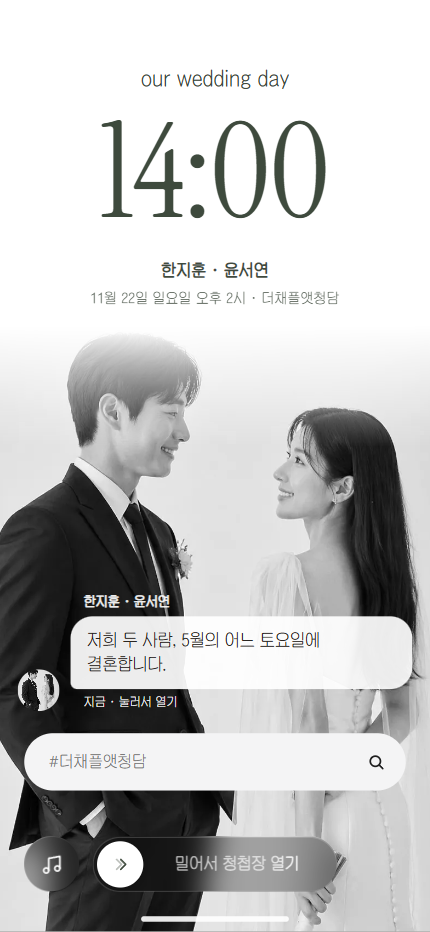 our wedding day
14:00
한지훈 · 윤서연
11월 22일 일요일 오후 2시 · 더채플앳청담
한지훈 · 윤서연
저희 두 사람, 5월의 어느 토요일에
결혼합니다.
지금 · 눌러서 열기
#더채플앳청담
밀어서 청첩장 열기